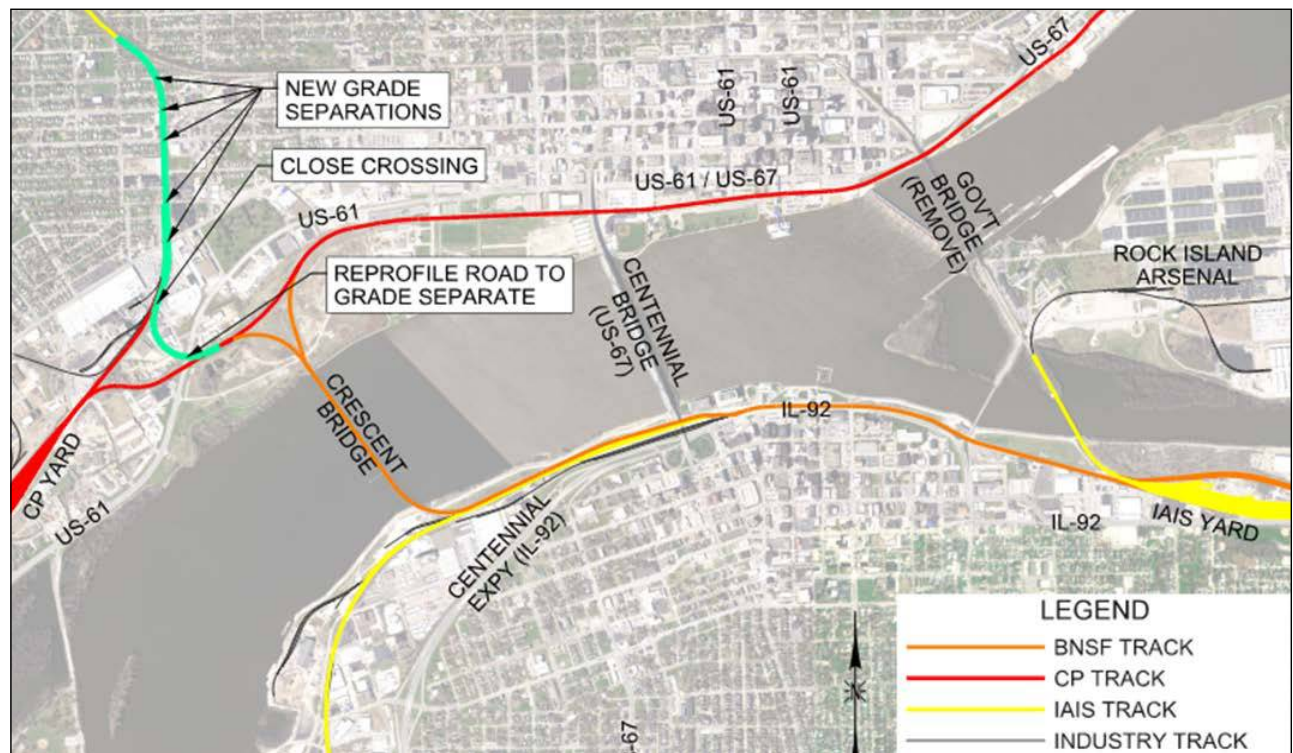 US-67
US-61
US-61
NEW GRADE
SEPARATIONS
CLOSE CROSSING
US-61 / US-67
GOV'T
BRIDGE
(REMOVE)
US-61
ROCK ISLAND
ARSENAL
REPROFILE ROAD TO
GRADE SEPARATE
CENTENNIAL
BRIDGE
(US-67)
CRESCENT
BRIDGE
IL-92
CP YARD
US-61
CENTENNIAL
EXPY (IL-92)
IL-92
IAIS YARD
LEGEND
BNSF TRACK
CP TRACK
IAIS TRACK
INDUSTRY TRACK
N
-67